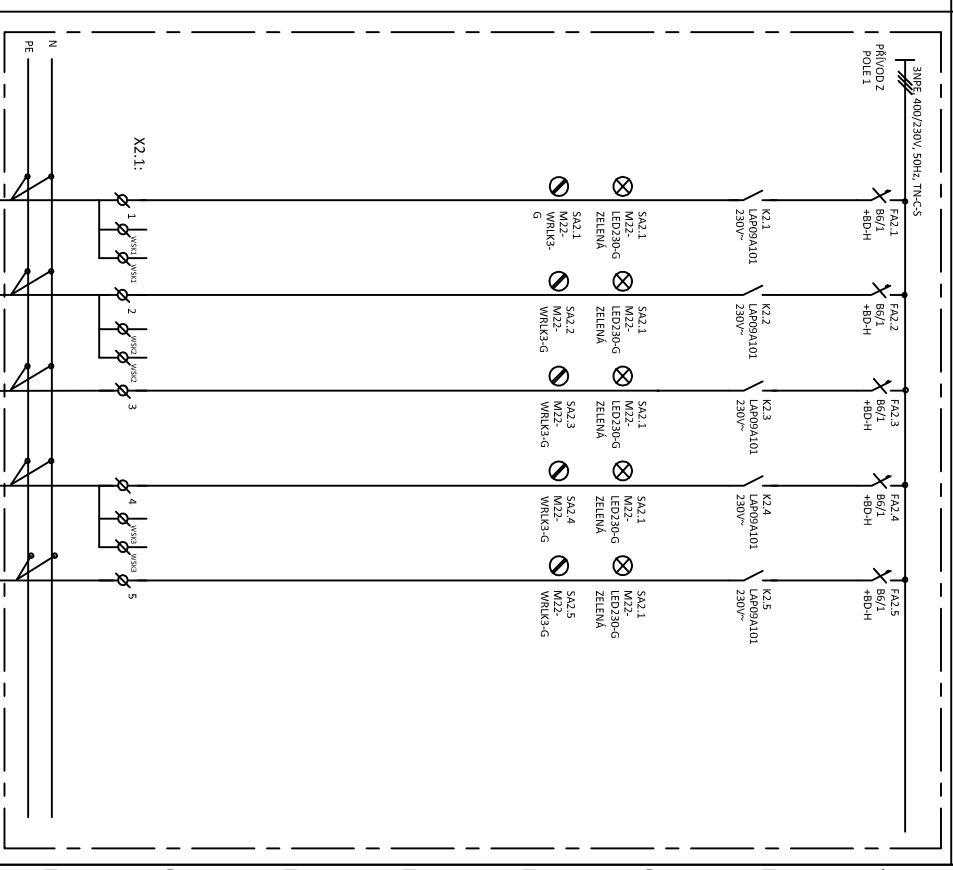 3NPE, 400/230V, 50Hz, TN-C-S
PŘÍVOD Z
POLE 1
FA2.1
B6/1
+BD-H
FA2.2
B6/1
+BD-H
FA2.3
B6/1
+BD-H
FA2.4
B6/1
+BD-H
FA2.5
B6/1
+BD-H
K2.1
LAP09A101
230V~
K2.2
LAP09A101
230V~
K2.3
LAP09A101
230V~
K2.4
LAP09A101
230V~
K2.5
LAP09A101
230V~
SA2.1
M22-
LED230-G
ZELENÁ
SA2.1
M22-
LED230-G
ZELENÁ
SA2.1
M22-
LED230-G
ZELENÁ
SA2.1
M22-
LED230-G
ZELENÁ
SA2.1
M22-
LED230-G
ZELENÁ
SA2.1
M22-
WRLK3-
G
SA2.2
M22-
WRLK3-G
SA2.3
M22-
WRLK3-G
SA2.4
M22-
WRLK3-G
SA2.5
M22-
WRLK3-G
X2.1:
1
WSK1
WSK1
2
WSK2
WSK2
3
4
WSK3
WSK3
5
N
PE